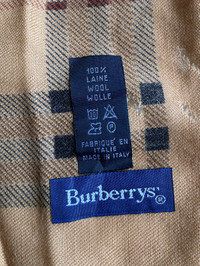 100%
LAINE
WOOL
WOLLE
FABRIQUÉ EN
ITALIE
MADE IN ITALY
Burberrys®